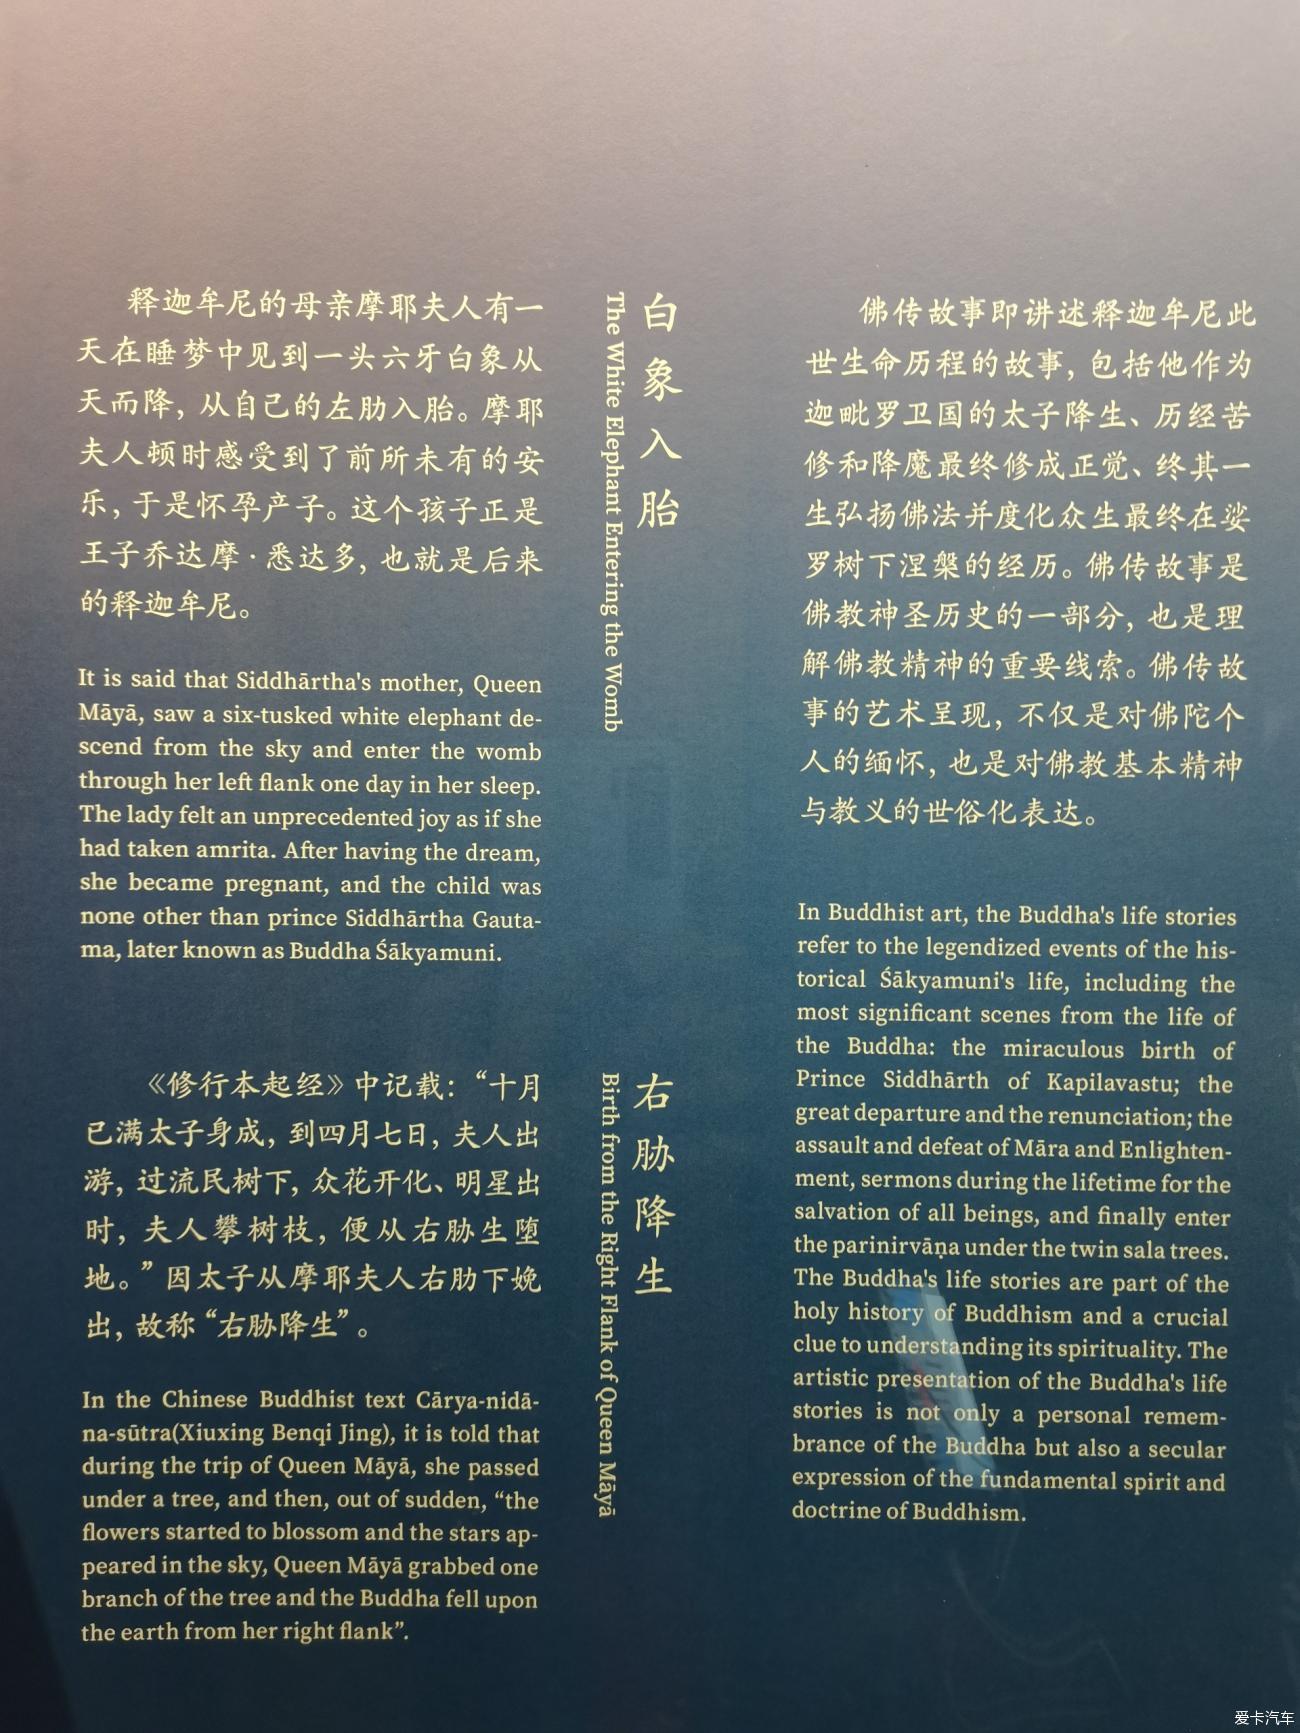 佛传故事即讲述释迦牟尼此
世生命历程的故事，包括他作为
迦毗罗卫国的太子降生、历经苦
修和降魔最终修成正觉、终其一
生弘扬佛法并度化众生最终在娑
罗树下涅槃的经历。佛传故事是
佛教神圣历史的一部分，也是理
解佛教精神的重要线索。佛传故
事的艺术呈现，不仅是对佛陀个
人的缅怀，也是对佛教基本精神
与教义的世俗化表达。
In Buddhist art, the Buddha's life stories
refer to the legendized events of the his-
torical Śākyamuni's life, including the
most significant scenes from the life of
the Buddha: the miraculous birth of
Prince Siddhārth of Kapilavastu; the
great departure and the renunciation; the
assault and defeat of Māra and Enlighten-
ment, sermons during the lifetime for the
salvation of all beings, and finally enter
the parinirvāṇa under the twin sala trees.
The Buddha's life stories are part of the
holy history of Buddhism and a crucial
clue to understanding its spirituality. The
artistic presentation of the Buddha's life
stories is not only a personal remem-
brance of the Buddha but also a secular
expression of the fundamental spirit and
doctrine of Buddhism.
白象入胎
The White Elephant Entering the Womb
释迦牟尼的母亲摩耶夫人有一
天在睡梦中见到一头六牙白象从
天而降，从自己的左肋入胎。摩耶
夫人顿时感受到了前所未有的安
乐，于是怀孕产子。这个孩子正是
王子乔达摩·悉达多，也就是后来
的释迦牟尼。
It is said that Siddhārtha's mother, Queen
Māyā, saw a six-tusked white elephant de-
scend from the sky and enter the womb
through her left flank one day in her sleep.
The lady felt an unprecedented joy as if she
had taken amrita. After having the dream,
she became pregnant, and the child was
none other than prince Siddhārtha Gauta-
ma, later known as Buddha Śākyamuni.
右胁降生
Birth from the Right Flank of Queen Māyā
《修行本起经》中记载：“十月
已满太子身成，到四月七日，夫人出
游，过流民树下，众花开化、明星出
时，夫人攀树枝，便从右胁生堕
地。”因太子从摩耶夫人右肋下娩
出，故称“右胁降生”。
In the Chinese Buddhist text Cārya-nidā-
na-sūtra(Xiuxing Benqi Jing), it is told that
during the trip of Queen Māyā, she passed
under a tree, and then, out of sudden, “the
flowers started to blossom and the stars ap-
peared in the sky, Queen Māyā grabbed one
branch of the tree and the Buddha fell upon
the earth from her right flank”.
爱卡汽车